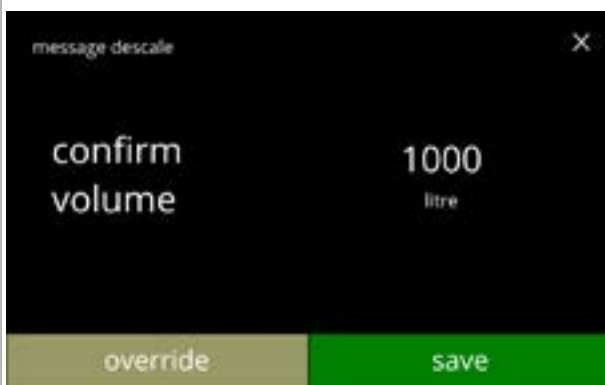 message descale
confirm
volume
1000
litre
override
save